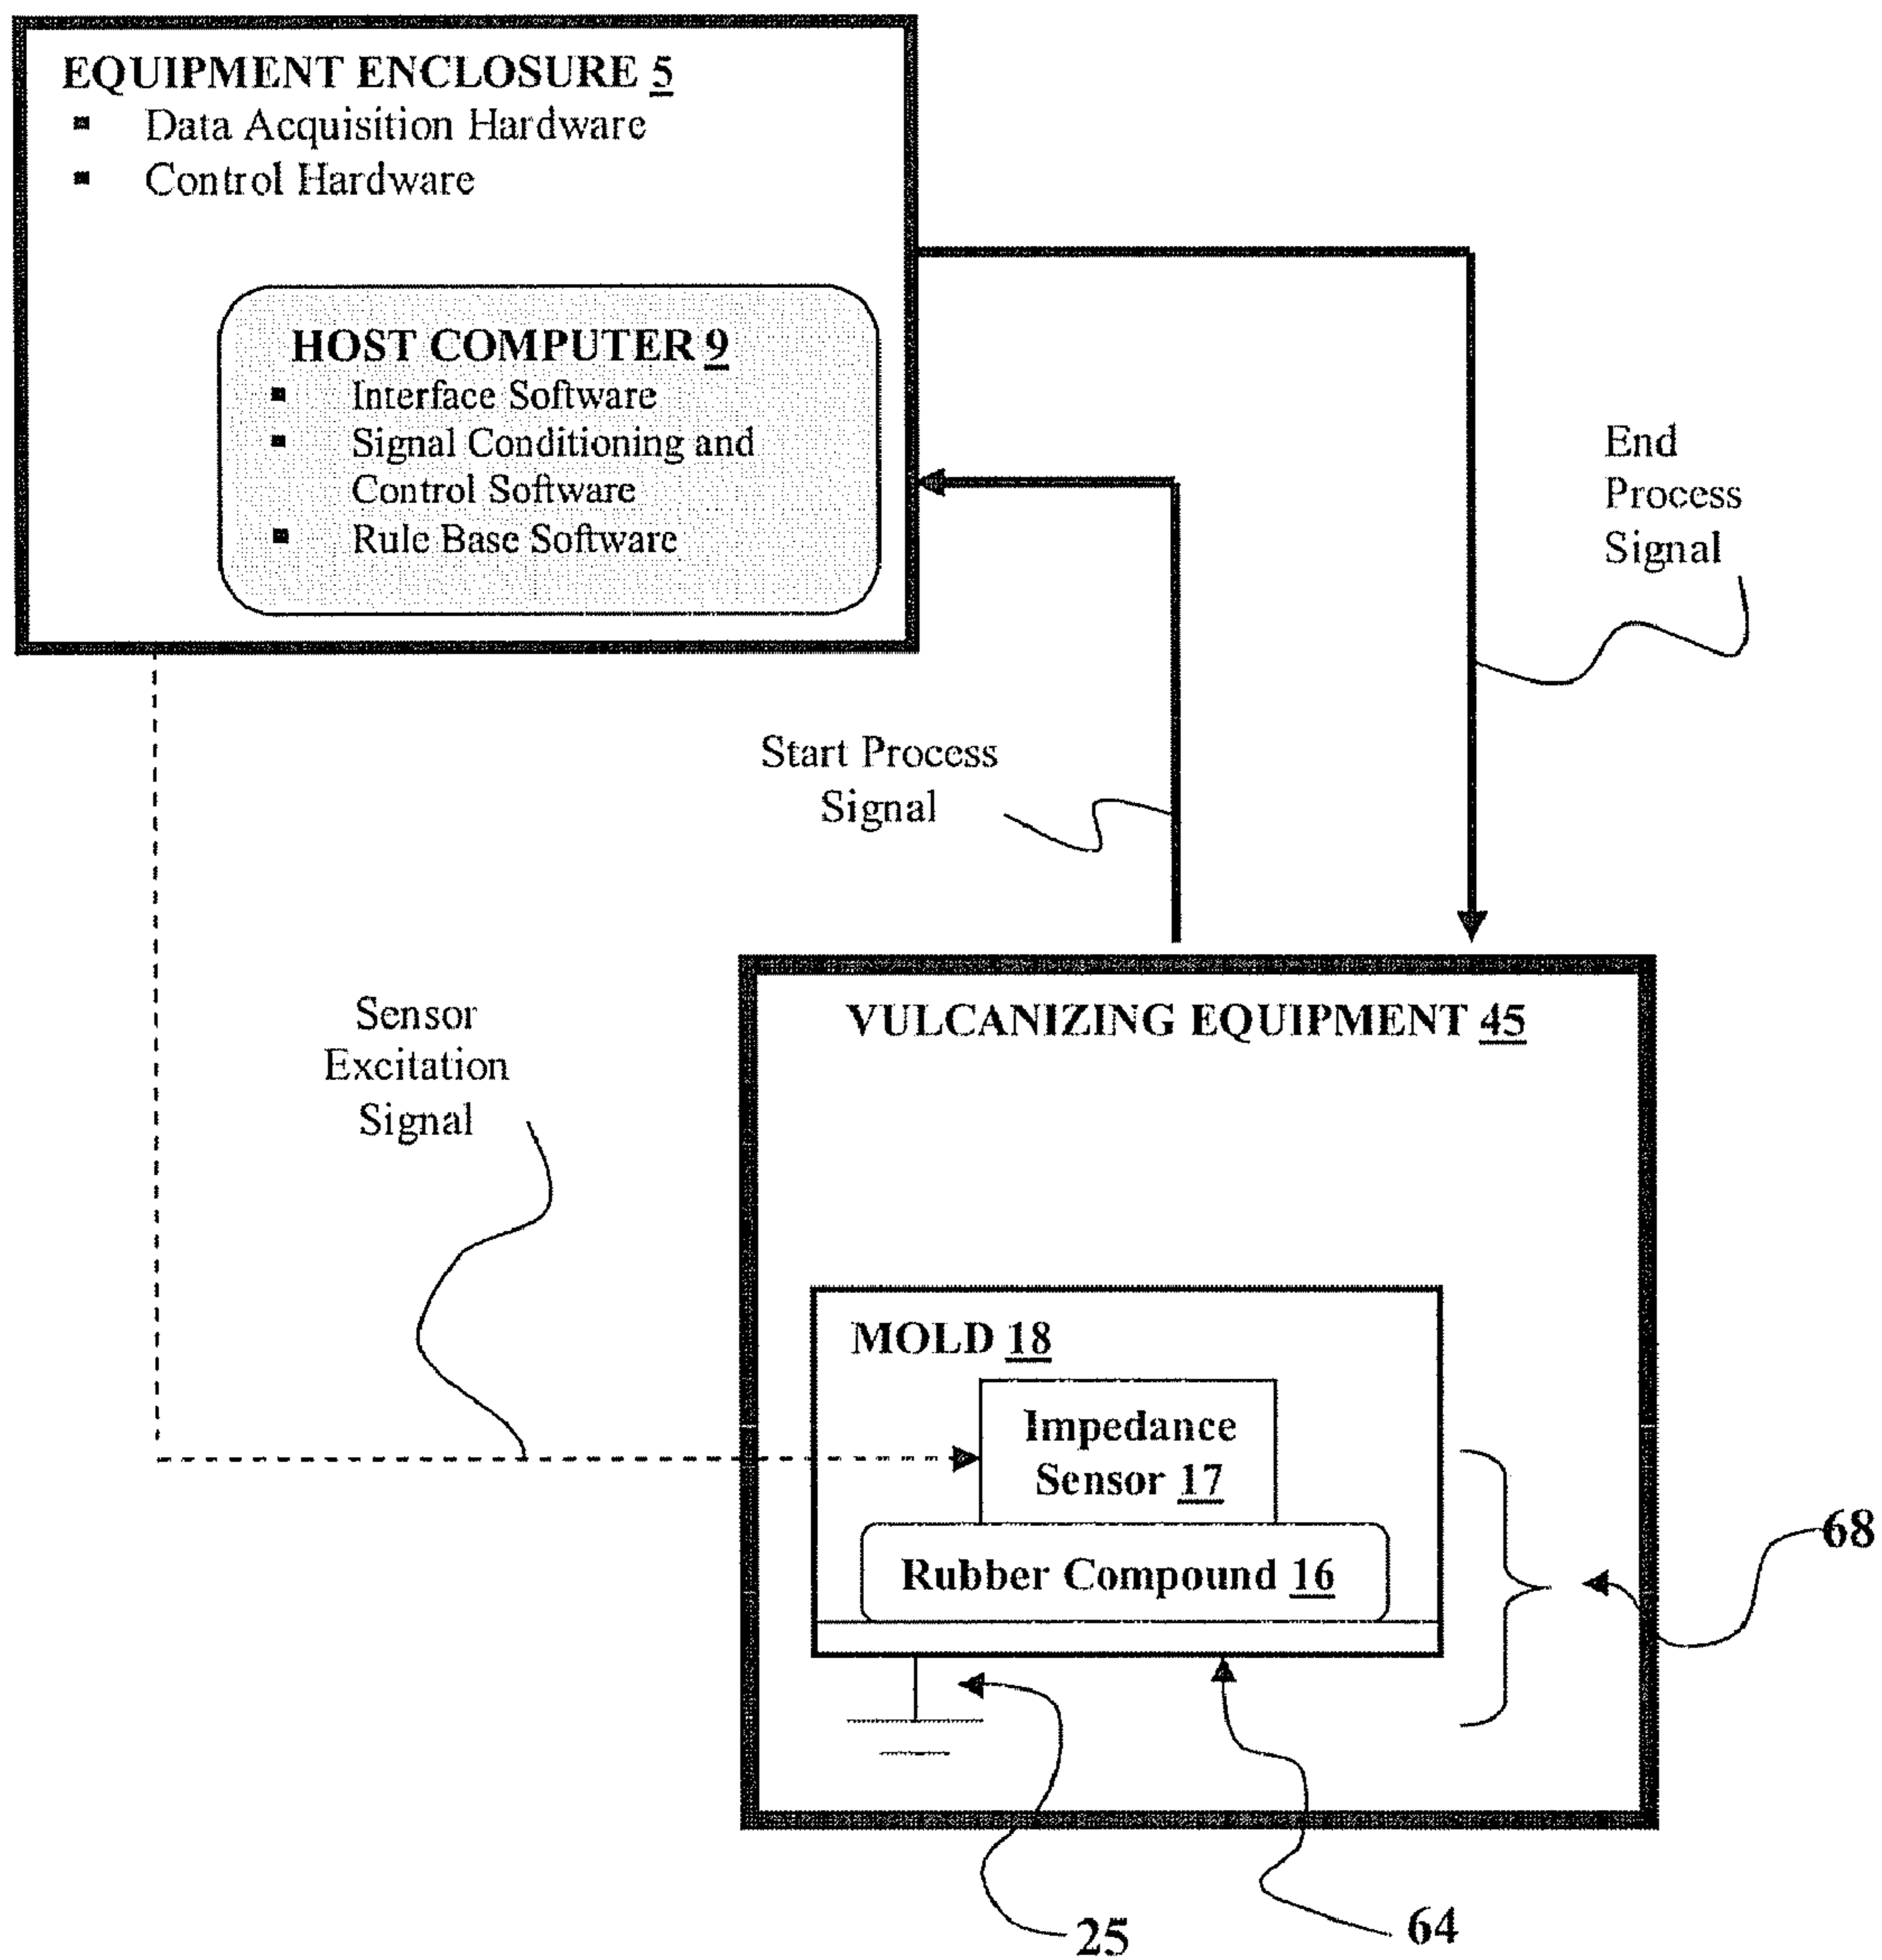 EQUIPMENT ENCLOSURE 5
▪ Data Acquisition Hardware
▪ Control Hardware
HOST COMPUTER 9
▪ Interface Software
▪ Signal Conditioning and
Control Software
▪ Rule Base Software
End
Process
Signal
Start Process
Signal
Sensor
Excitation
Signal
VULCANIZING EQUIPMENT 45
MOLD 18
Impedance
Sensor 17
Rubber Compound 16
68
25
64